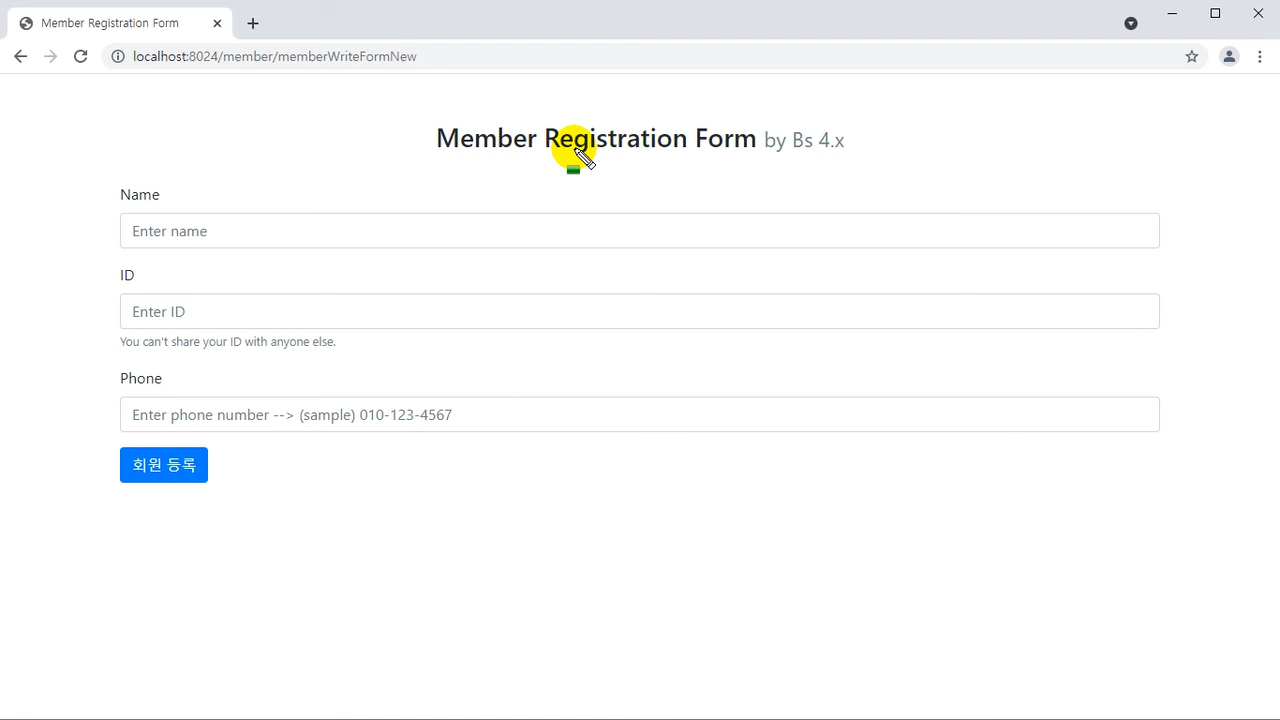 Member Registration Form
localhost:8024/member/memberWriteFormNew
Member Registration Form by Bs 4.x
Name
Enter name
ID
Enter ID
You can't share your ID with anyone else.
Phone
Enter phone number --> (sample) 010-123-4567
회원 등록